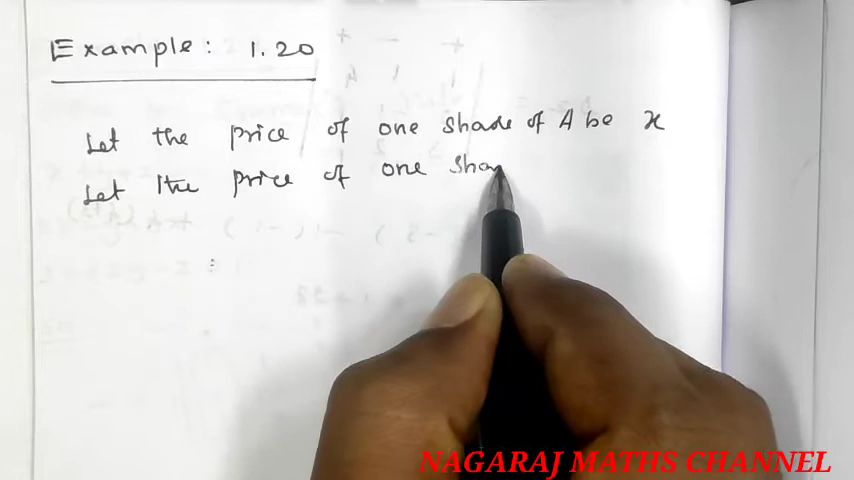 Example: 1.20
Let the price of one share of A be x
Let the price of one shar
NAGARAJ MATHS CHANNEL